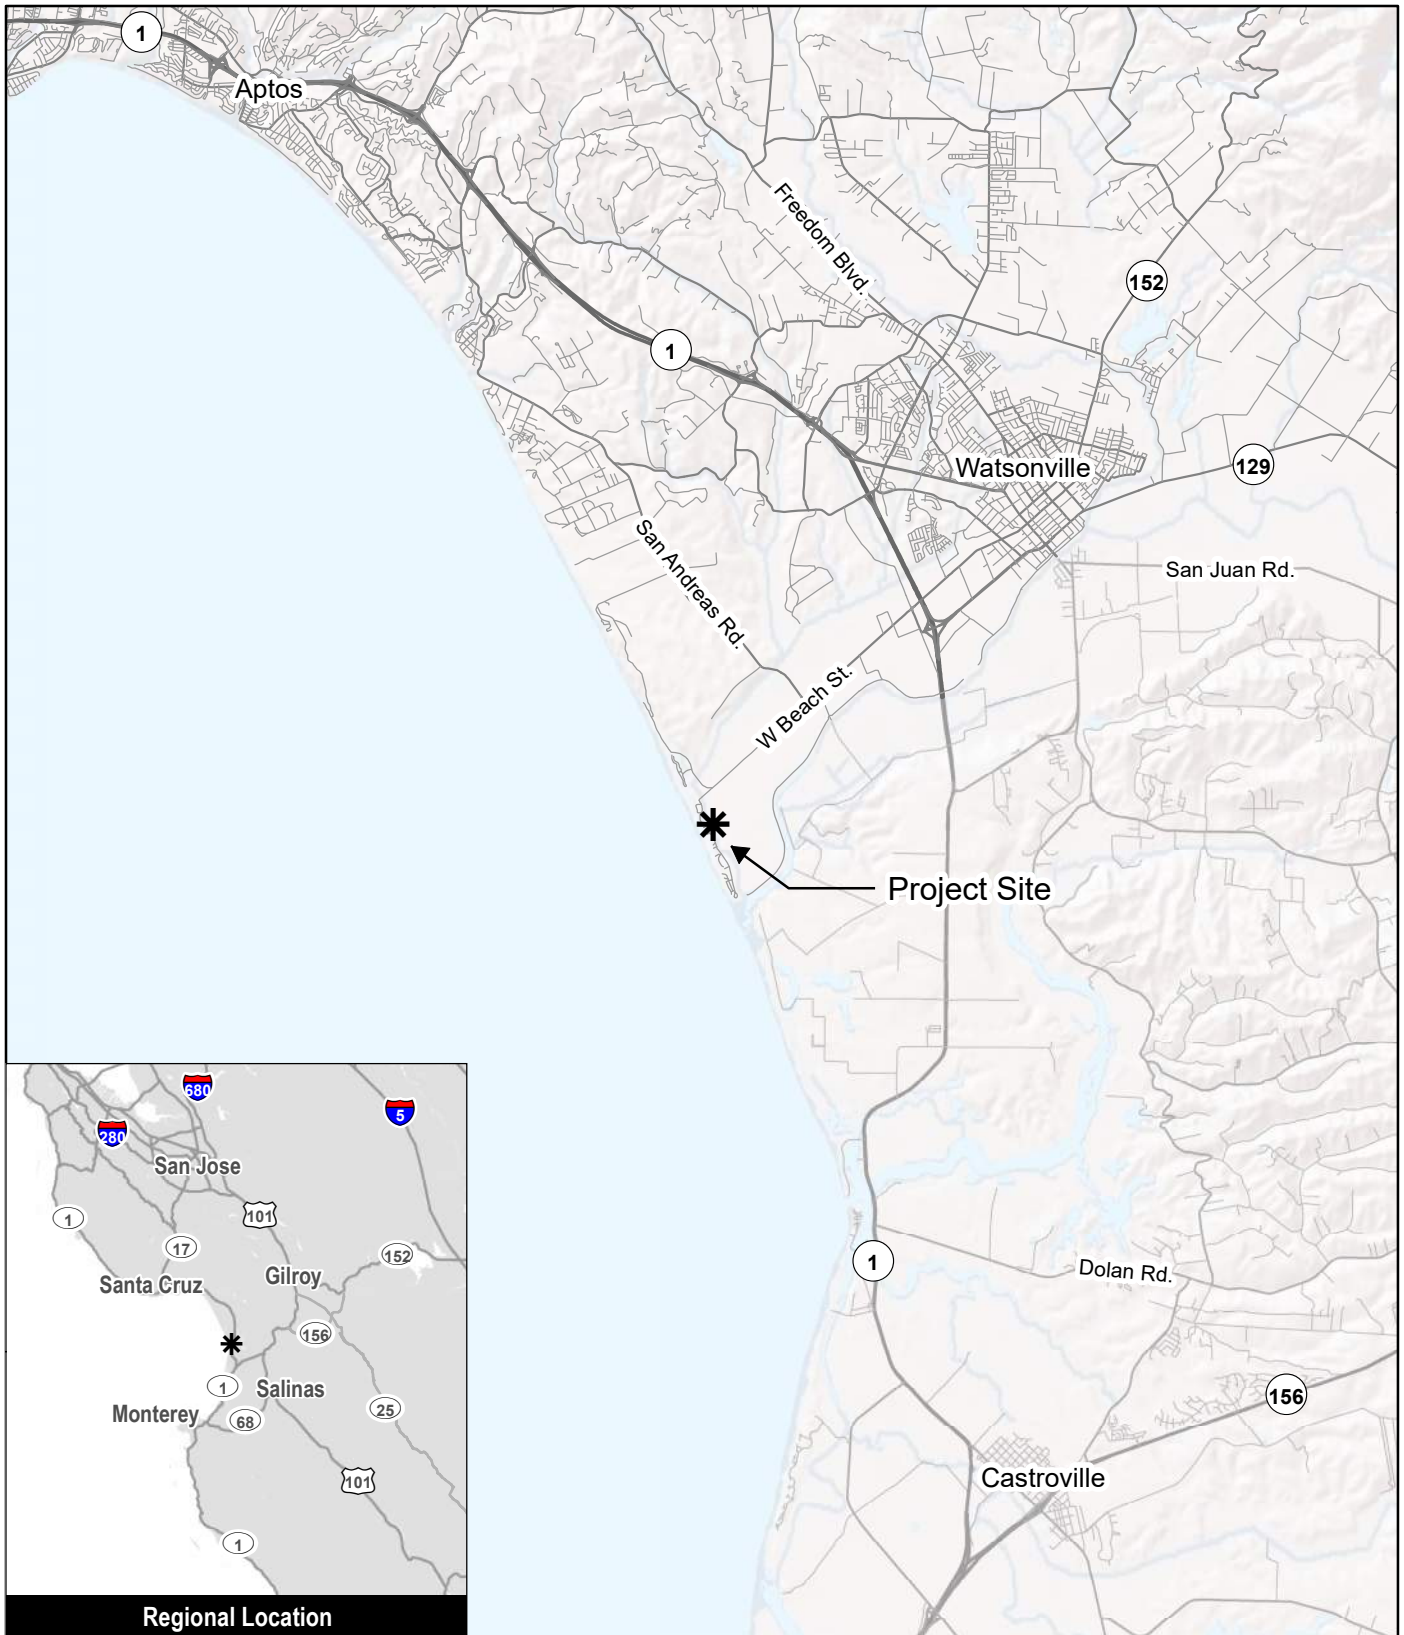 1
Aptos
Freedom Blvd.
152
1
Watsonville
129
San Juan Rd.
San Andreas Rd.
W Beach St.
Project Site
1
Dolan Rd.
156
Castroville
680
5
280
San Jose
101
1
17
152
Santa Cruz
Gilroy
156
1
Salinas
Monterey
68
25
101
1
Regional Location